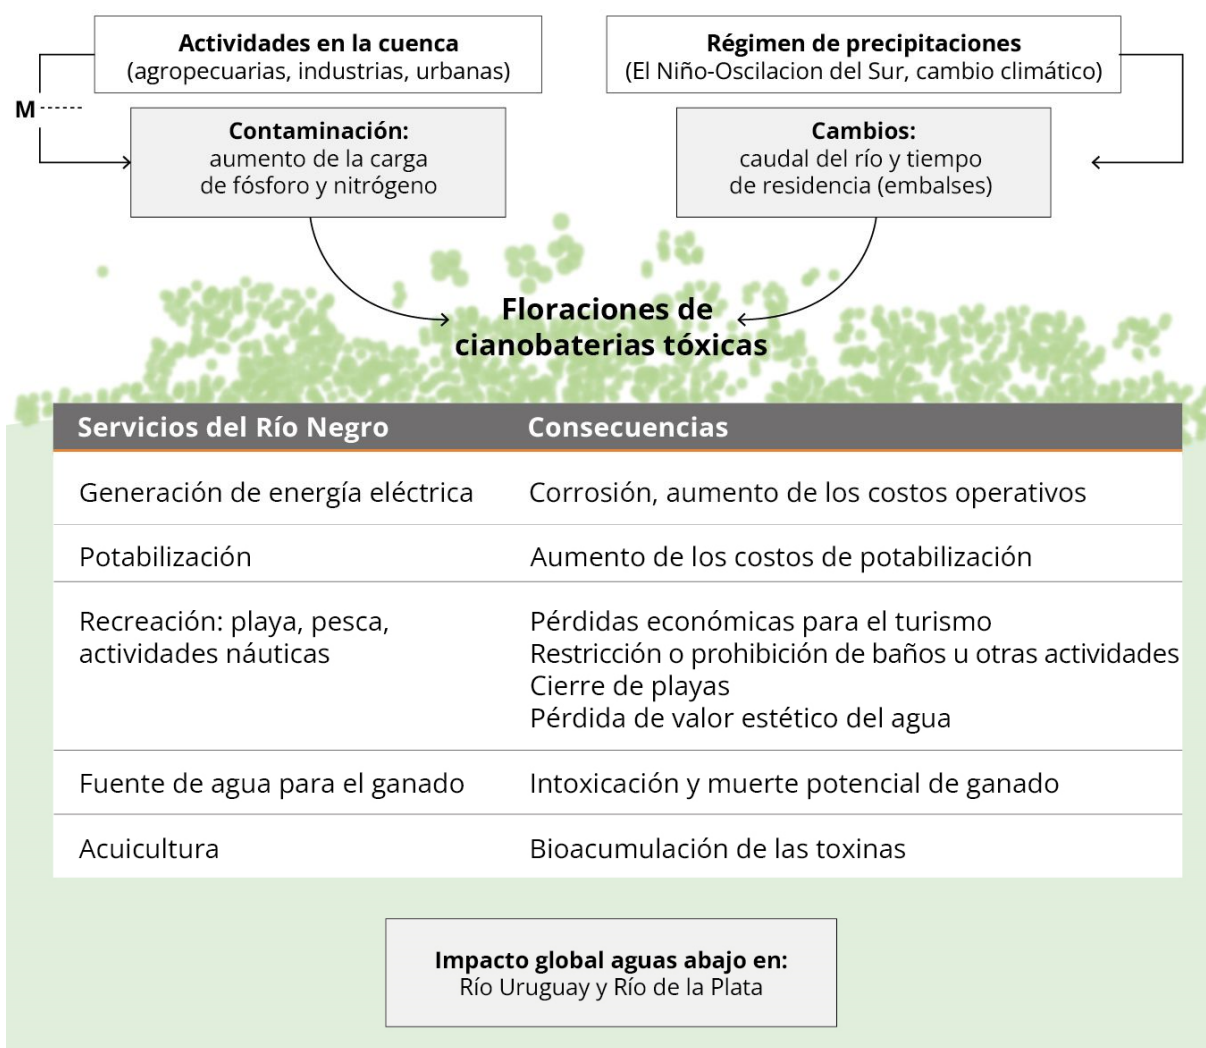 Actividades en la cuenca
(agropecuarias, industrias, urbanas)
Régimen de precipitaciones
(El Niño-Oscilacion del Sur, cambio climático)
M
Contaminación:
aumento de la carga
de fósforo y nitrógeno
Cambios:
caudal del río y tiempo
de residencia (embalses)
Floraciones de
cianobaterias tóxicas
Servicios del Río Negro
Consecuencias
Generación de energía eléctrica
Corrosión, aumento de los costos operativos
Potabilización
Aumento de los costos de potabilización
Recreación: playa, pesca,
actividades náuticas
Pérdidas económicas para el turismo
Restricción o prohibición de baños u otras actividades
Cierre de playas
Pérdida de valor estético del agua
Fuente de agua para el ganado
Intoxicación y muerte potencial de ganado
Acuicultura
Bioacumulación de las toxinas
Impacto global aguas abajo en:
Río Uruguay y Río de la Plata